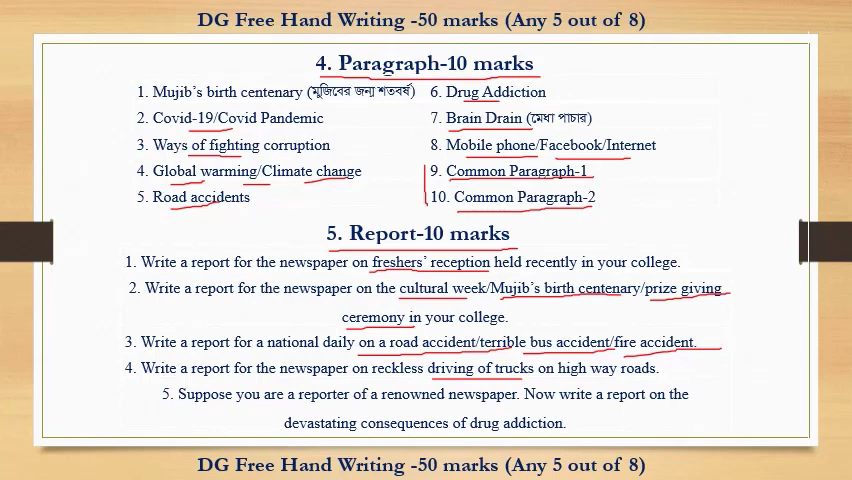 DG Free Hand Writing -50 marks (Any 5 out of 8)
4. Paragraph-10 marks
1. Mujib's birth centenary (মুজিবের জন্ম শতবর্ষ)
2. Covid-19/Covid Pandemic
3. Ways of fighting corruption
4. Global warming/Climate change
5. Road accidents
6. Drug Addiction
7. Brain Drain (মেধা পাচার)
8. Mobile phone/Facebook/Internet
9. Common Paragraph-1
10. Common Paragraph-2
5. Report-10 marks
1. Write a report for the newspaper on freshers' reception held recently in your college.
2. Write a report for the newspaper on the cultural week/Mujib's birth centenary/prize giving
ceremony in your college.
3. Write a report for a national daily on a road accident/terrible bus accident/fire accident.
4. Write a report for the newspaper on reckless driving of trucks on high way roads.
5. Suppose you are a reporter of a renowned newspaper. Now write a report on the
devastating consequences of drug addiction.
DG Free Hand Writing -50 marks (Any 5 out of 8)